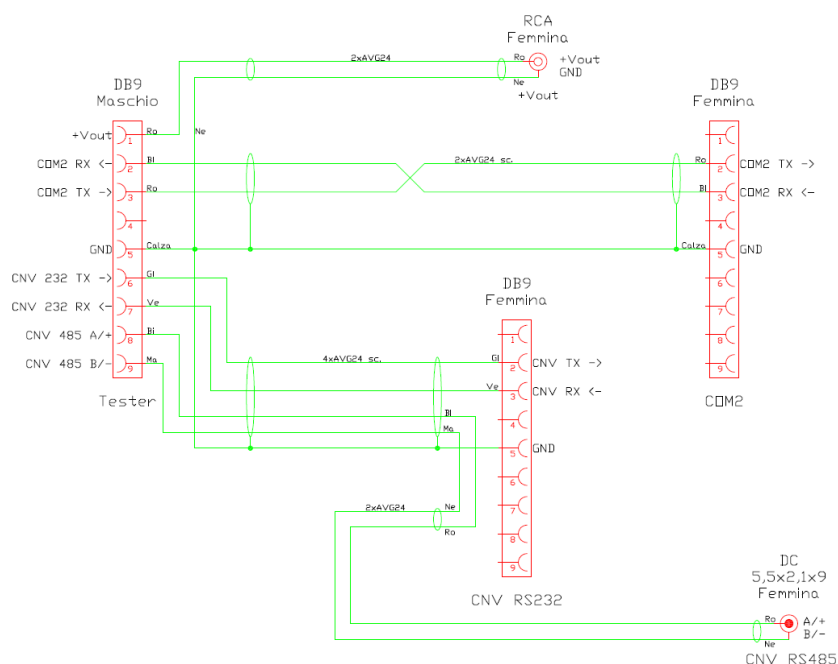 RCA
Femmina
2xAVG24
Ro
+Vout
GND
Ne
+Vout
DB9
Maschio
DB9
Femmina
+Vout
1
Ro
Ne
1
COM2 RX <-
2
Bl
2xAVG24 sc.
Ro
2
COM2 TX ->
COM2 TX ->
3
Ro
Bl
3
COM2 RX <-
4
4
GND
5
Calza
Calza
5
GND
CNV 232 TX ->
6
Gl
DB9
Femmina
6
CNV 232 RX <-
7
Ve
7
CNV 485 A/+
8
Bi
1
8
CNV 485 B/-
9
Ma
4xAVG24 sc.
Gl
2
CNV TX ->
9
Ve
3
CNV RX <-
Tester
COM2
Bl
4
Ma
5
GND
6
2xAVG24
Ne
7
Ro
8
9
DC
5,5x2,1x9
Femmina
CNV RS232
Ro
A/+
Ne
B/-
CNV RS485